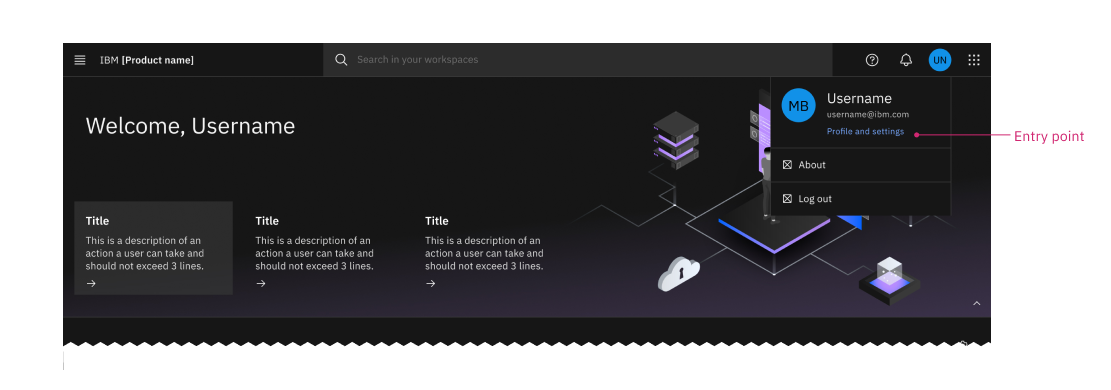 IBM [Product name]
Search in your workspaces
UN
MB
Username
username@ibm.com
Profile and settings
Entry point
About
Log out
Welcome, Username
Title
This is a description of an
action a user can take and
should not exceed 3 lines.
Title
This is a description of an
action a user can take and
should not exceed 3 lines.
Title
This is a description of an
action a user can take and
should not exceed 3 lines.